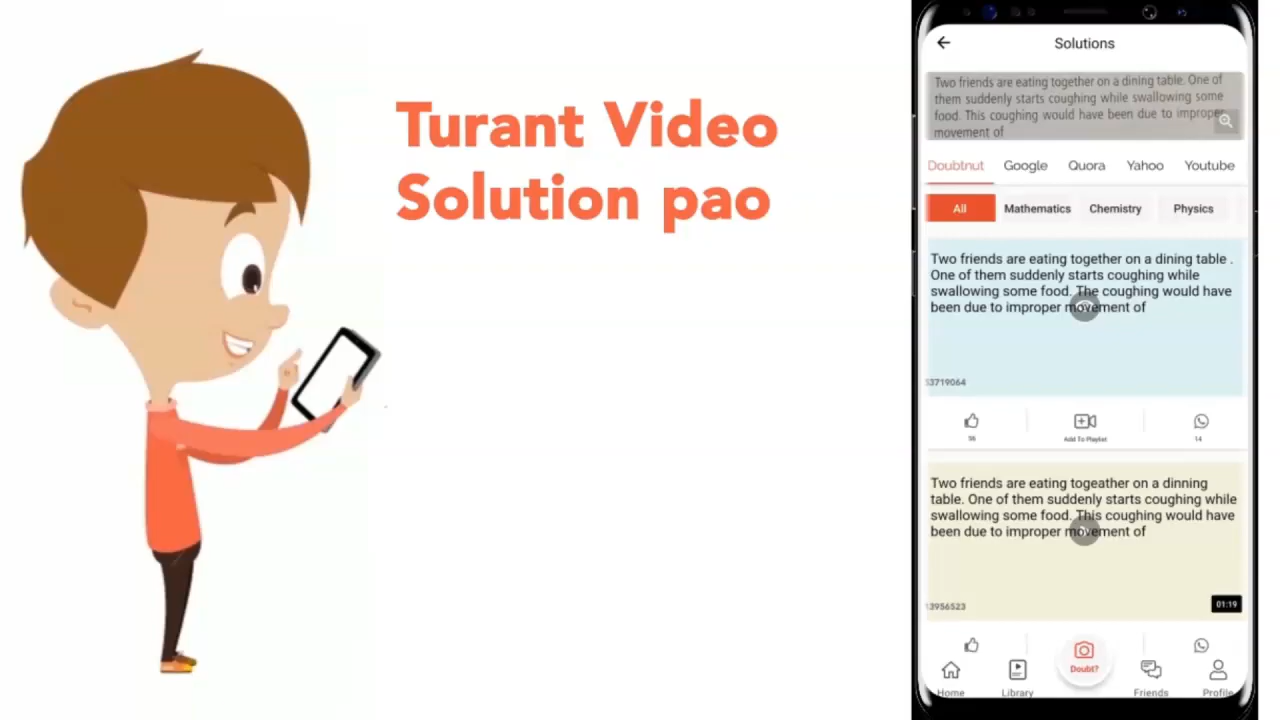 Turant Video
Solution pao
Solutions
Two friends are eating together on a dining table. One of
them suddenly starts coughing while swallowing some
food. This coughing would have been due to improper
movement of
Doubtnut Google Quora Yahoo Youtube
All Mathematics Chemistry Physics
Two friends are eating together on a dining table .
One of them suddenly starts coughing while
swallowing some food. The coughing would have
been due to improper movement of
53719064
56 Add To Playlist 14
Two friends are eating togeather on a dinning
table. One of them suddenly starts coughing while
swallowing some food. This coughing would have
been due to improper movement of
13956523
01:19
Doubt?
Home Library Friends Profile